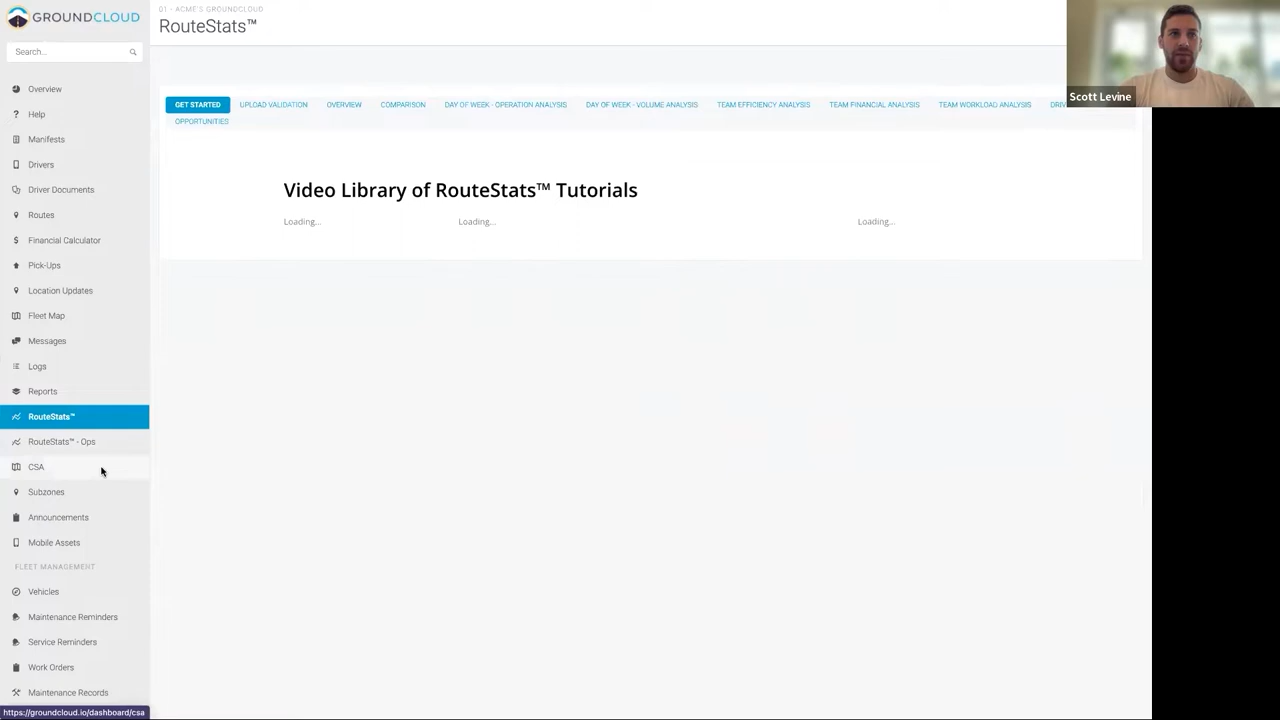 GROUNDCLOUD
Search...
Overview
Help
Manifests
Drivers
Driver Documents
Routes
Financial Calculator
Pick-Ups
Location Updates
Fleet Map
Messages
Logs
Reports
RouteStats™
RouteStats™ - Ops
CSA
Subzones
Announcements
Mobile Assets
FLEET MANAGEMENT
Vehicles
Maintenance Reminders
Service Reminders
Work Orders
Maintenance Records
https://groundcloud.io/dashboard/csa
01 - ACME'S GROUNDCLOUD
RouteStats™
GET STARTED UPLOAD VALIDATION OVERVIEW COMPARISON DAY OF WEEK - OPERATION ANALYSIS DAY OF WEEK - VOLUME ANALYSIS TEAM EFFICIENCY ANALYSIS TEAM FINANCIAL ANALYSIS TEAM WORKLOAD ANALYSIS
OPPORTUNITIES
Video Library of RouteStats™ Tutorials
Loading... Loading... Loading...
Scott Levine